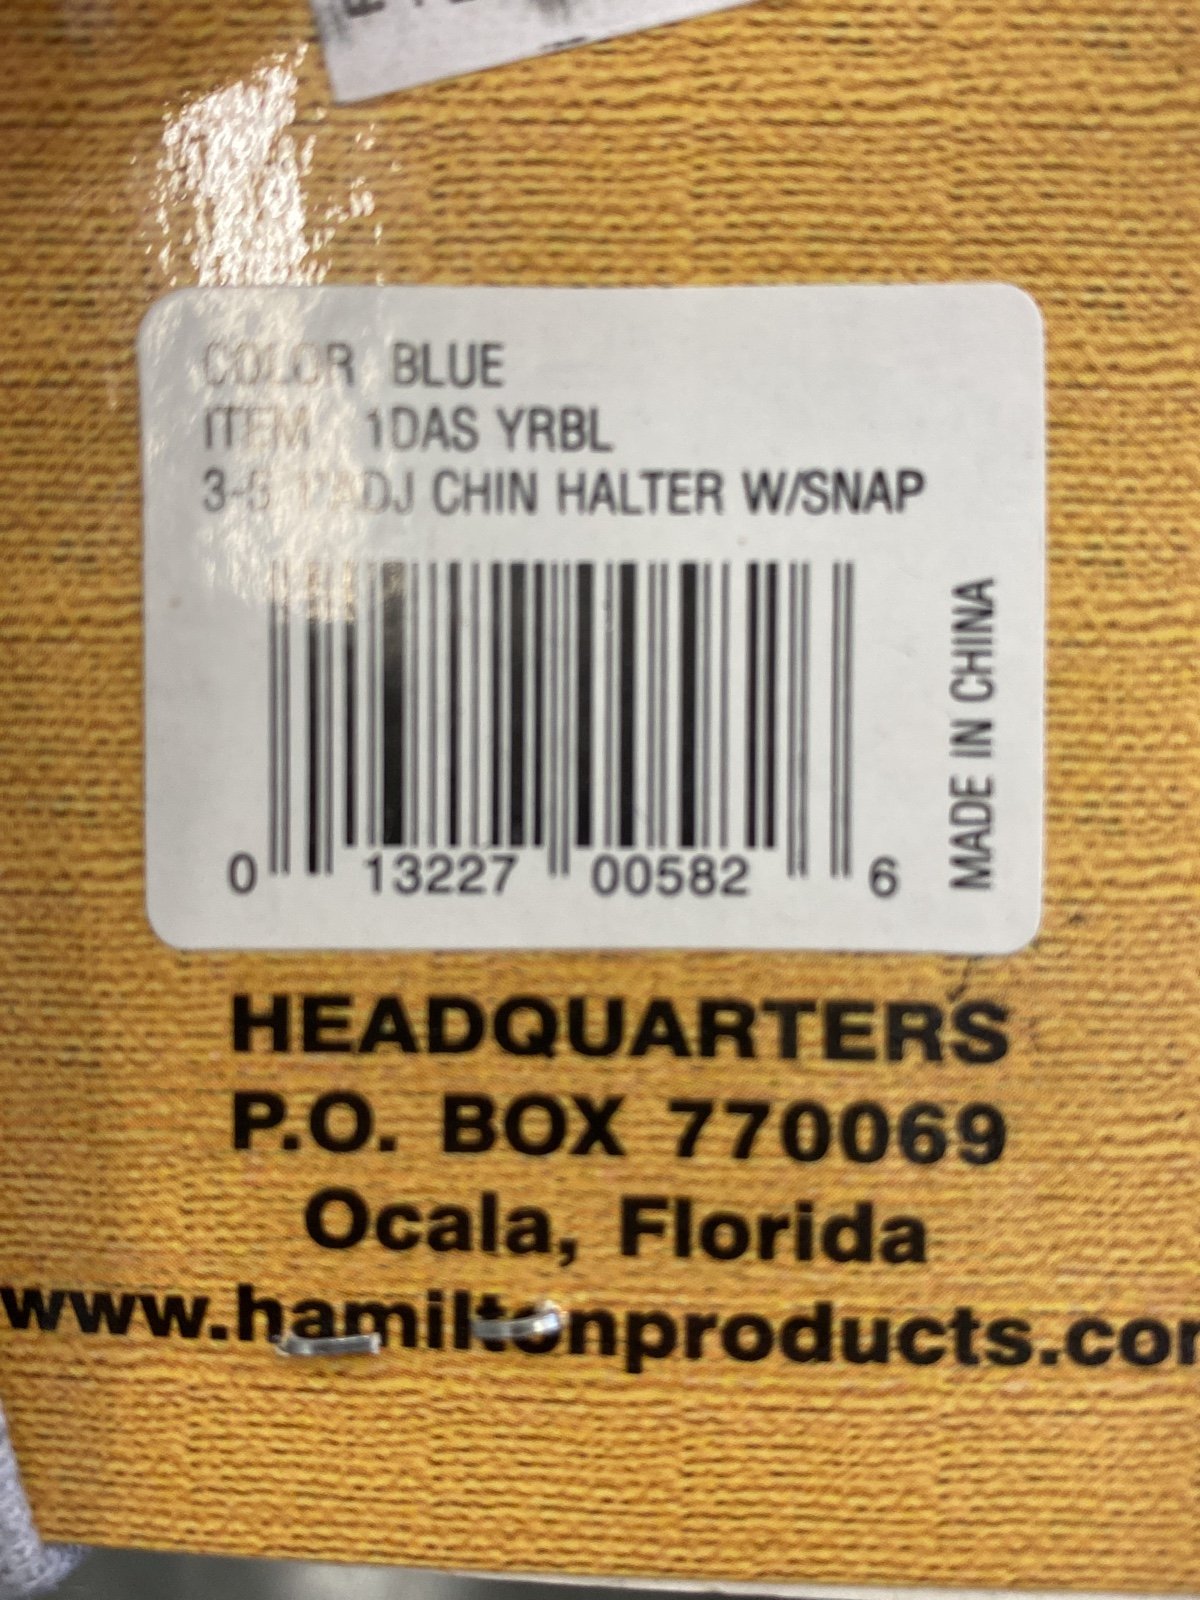 COLOR BLUE
ITEM 1DAS YRBL
ADJ CHIN HALTER W/SNAP
MADE IN CHINA
0 13227 00582 6
HEADQUARTERS
P.O. BOX 770069
Ocala, Florida
www.hamiltonproducts.com